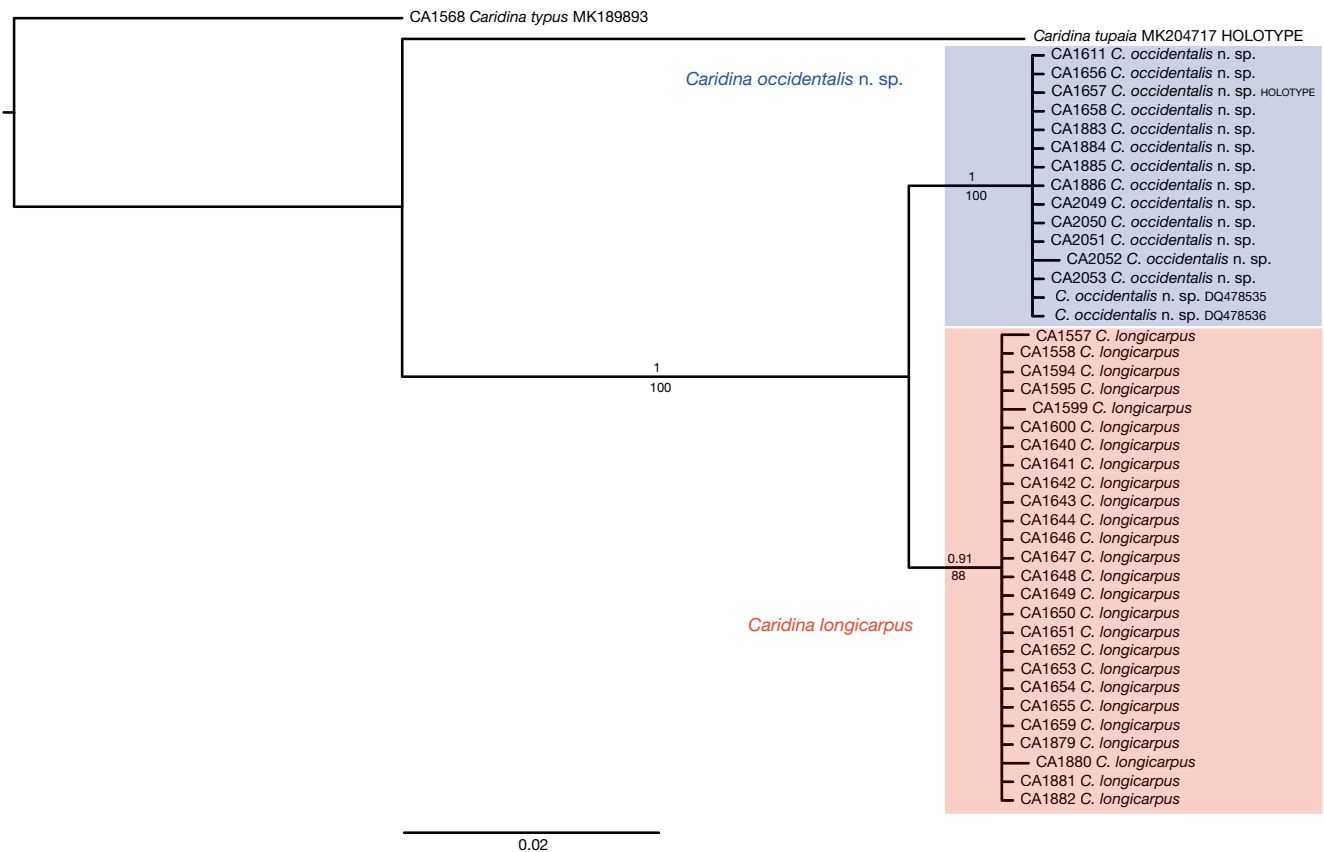 CA1568 Caridina typus MK189893
Caridina tupaia MK204717 HOLOTYPE
Caridina occidentalis n. sp.
CA1611 C. occidentalis n. sp.
CA1656 C. occidentalis n. sp.
CA1657 C. occidentalis n. sp. HOLOTYPE
CA1658 C. occidentalis n. sp.
CA1883 C. occidentalis n. sp.
CA1884 C. occidentalis n. sp.
CA1885 C. occidentalis n. sp.
1
CA1886 C. occidentalis n. sp.
100
CA2049 C. occidentalis n. sp.
CA2050 C. occidentalis n. sp.
CA2051 C. occidentalis n. sp.
CA2052 C. occidentalis n. sp.
CA2053 C. occidentalis n. sp.
C. occidentalis n. sp. DQ478535
C. occidentalis n. sp. DQ478536
CA1557 C. longicarpus
CA1558 C. longicarpus
1
CA1594 C. longicarpus
100
CA1595 C. longicarpus
CA1599 C. longicarpus
CA1600 C. longicarpus
CA1640 C. longicarpus
CA1641 C. longicarpus
CA1642 C. longicarpus
CA1643 C. longicarpus
CA1644 C. longicarpus
CA1646 C. longicarpus
0.91
CA1647 C. longicarpus
88
CA1648 C. longicarpus
CA1649 C. longicarpus
CA1650 C. longicarpus
Caridina longicarpus
CA1651 C. longicarpus
CA1652 C. longicarpus
CA1653 C. longicarpus
CA1654 C. longicarpus
CA1655 C. longicarpus
CA1659 C. longicarpus
CA1879 C. longicarpus
CA1880 C. longicarpus
CA1881 C. longicarpus
CA1882 C. longicarpus
0.02